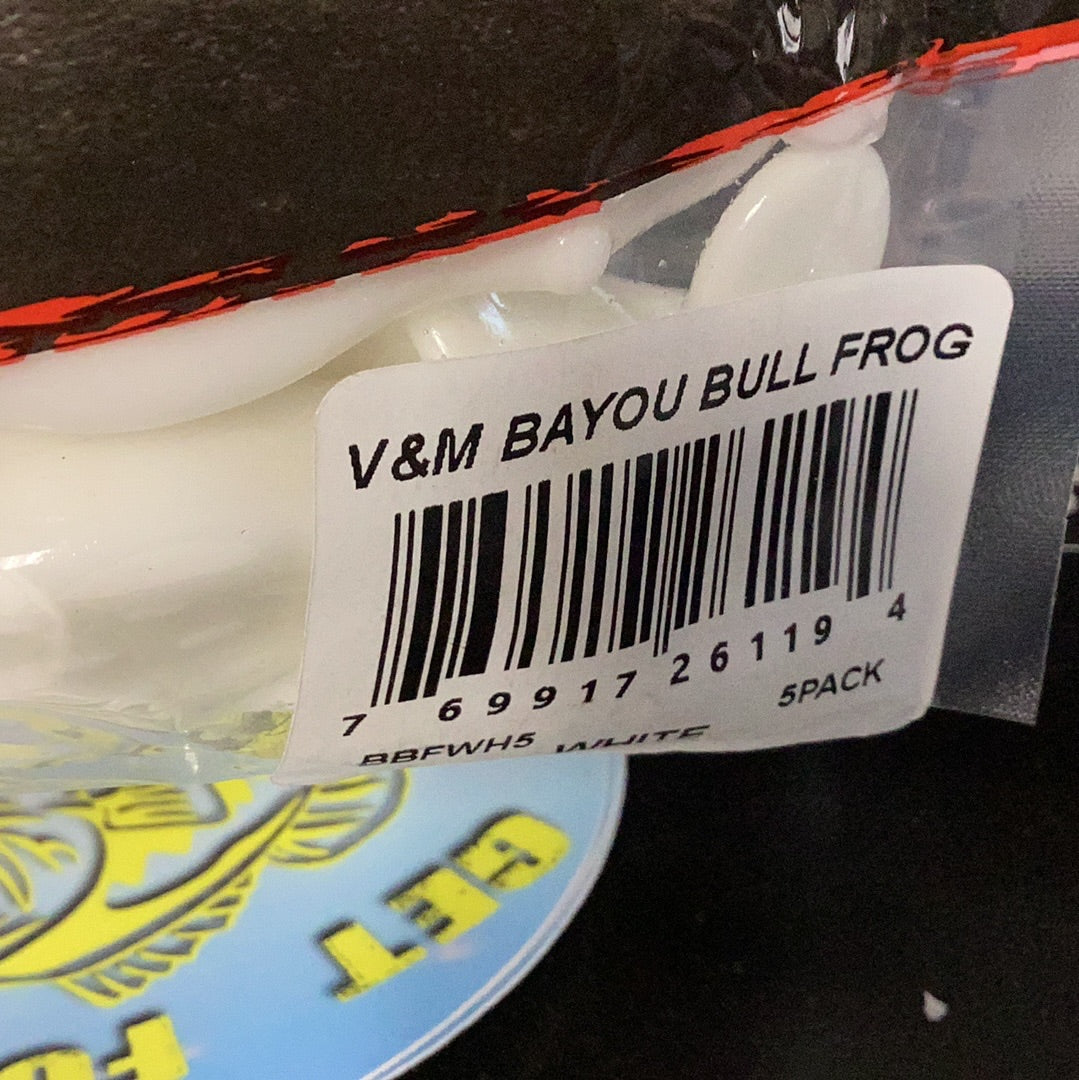 V&M BAYOU BULL FROG
7 69917 26119 4
5PACK
BBFWH5 WHITE
GET